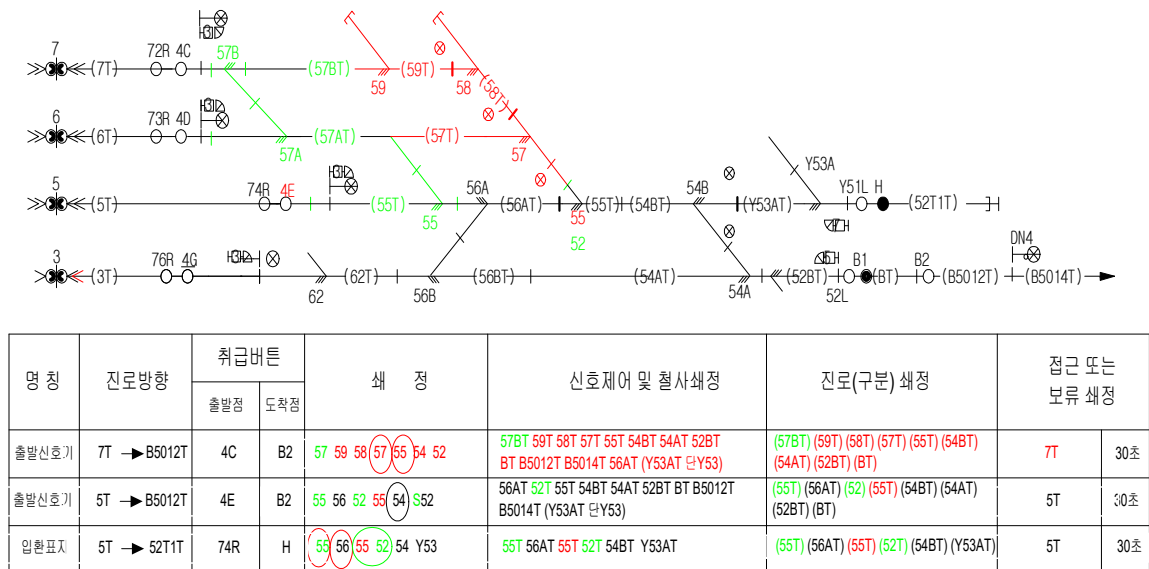 7 (7T) 72R 4C 57B (57BT) 59 (59T) 58 (58T)
6 (6T) 73R 4D 57A (57AT) (57T) 57
5 (5T) 74R 4E (55T) 55 56A (56AT) 55 52 (55T) (54BT) 54B (Y53AT) Y53A Y51L H (52T1T)
3 (3T) 76R 4G 62 (62T) 56B (56BT) (54AT) 54A (52BT) 52L B1 (BT) B2 (B5012T) DN4 (B5014T)
명 칭 진로방향 취급버튼 쇄 정 신호제어 및 철사쇄정 진로(구분) 쇄정 접근 또는
보류 쇄정
출발점 도착점
출발신호기 7T → B5012T 4C B2 57 59 58 57 55 54 52
57BT 59T 58T 57T 55T 54BT 54AT 52BT
BT B5012T B5014T 56AT (Y53AT 단Y53)
(57BT) (59T) (58T) (57T) (55T) (54BT)
(54AT) (52BT) (BT)
7T 30초
출발신호기 5T → B5012T 4E B2 55 56 52 55 54 S52
56AT 52T 55T 54BT 54AT 52BT BT B5012T
B5014T (Y53AT 단Y53)
(55T) (56AT) (52) (55T) (54BT) (54AT)
(52BT) (BT)
5T 30초
입환표지 5T → 52T1T 74R H 55 56 55 52 54 Y53
55T 56AT 55T 52T 54BT Y53AT
(55T) (56AT) (55T) (52T) (54BT) (Y53AT)
5T 30초